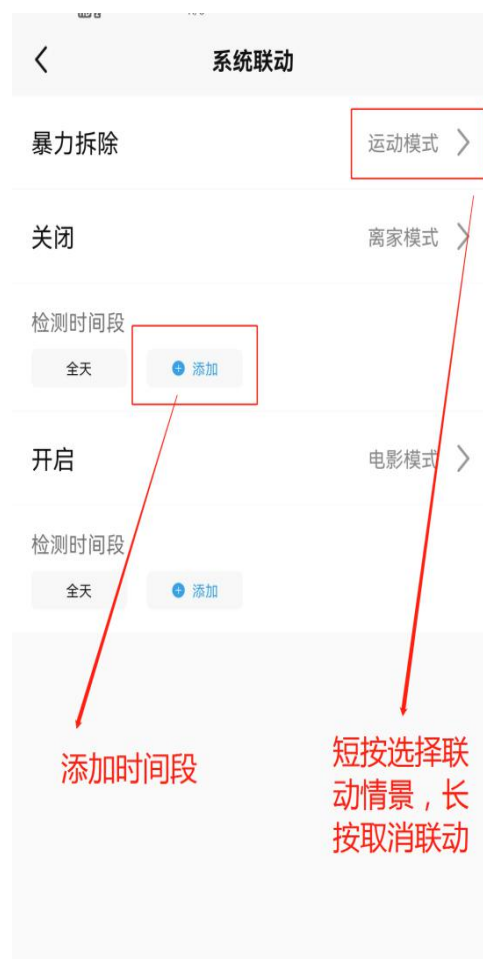 系统联动
暴力拆除 运动模式
关闭 离家模式
检测时间段
全天 添加
开启 电影模式
检测时间段
全天 添加
添加时间段
短按选择联
动情景，长
按取消联动